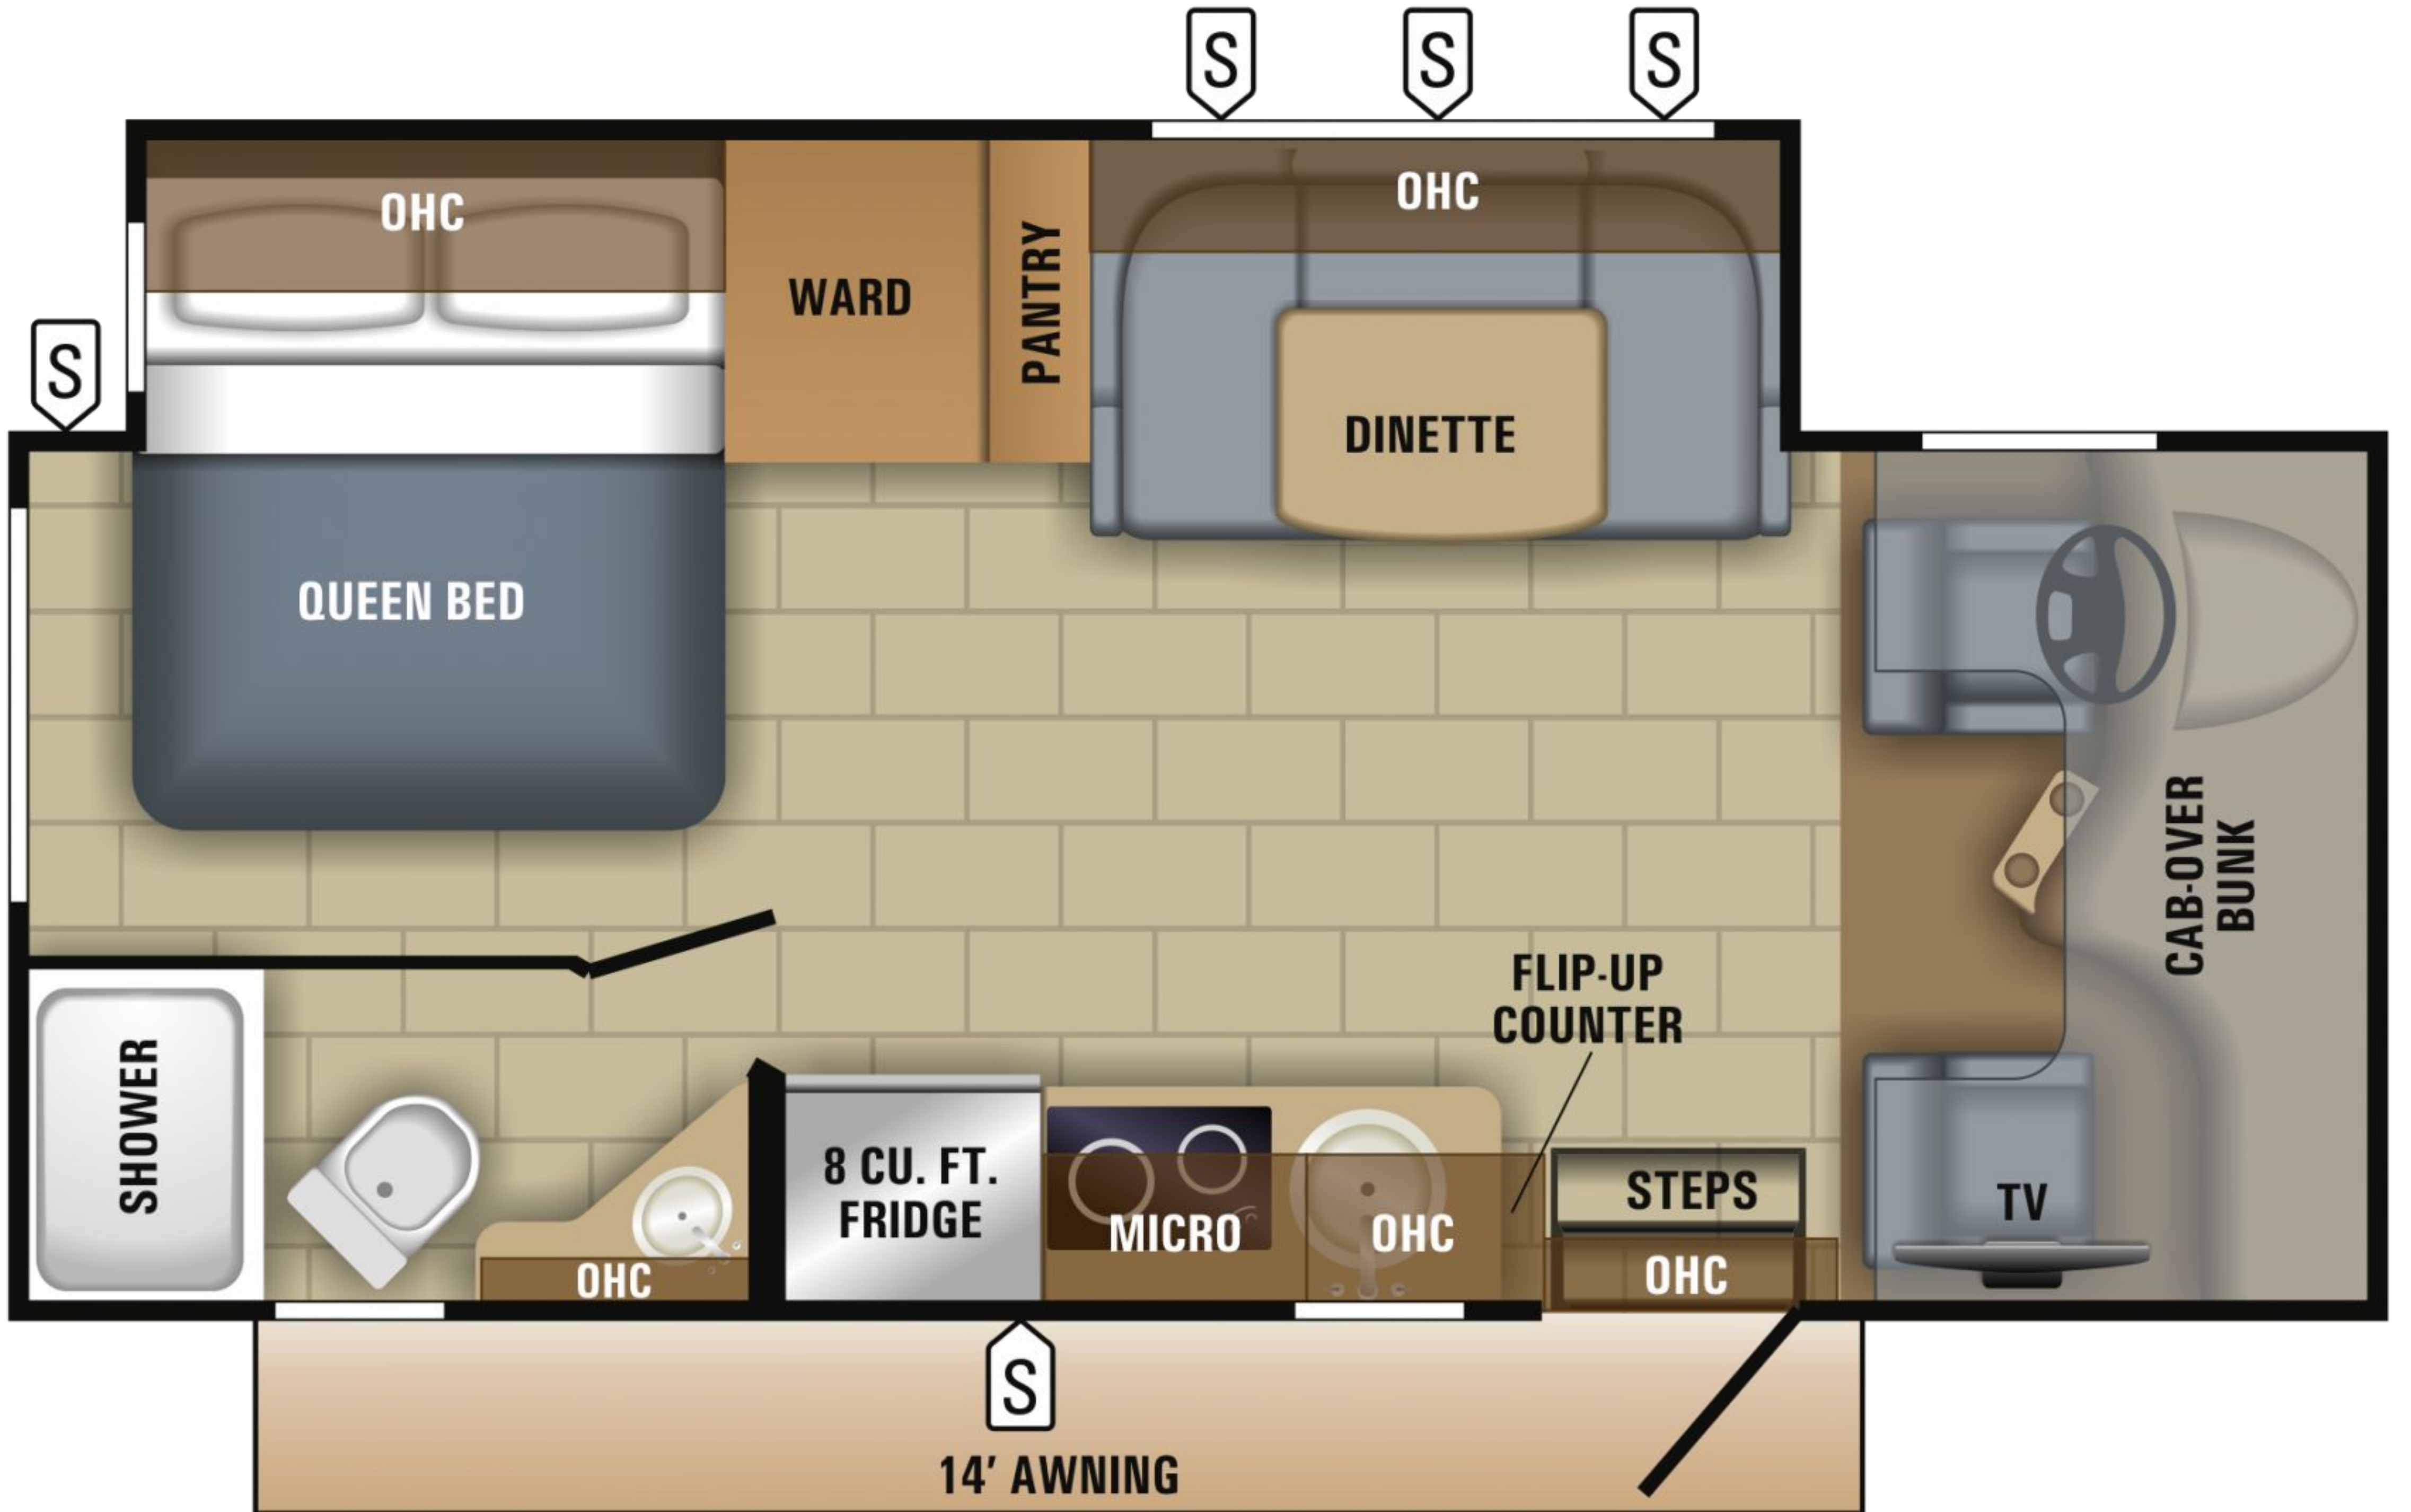 S
S
S
OHC
OHC
WARD
PANTRY
S
DINETTE
QUEEN BED
CAB-OVER
BUNK
FLIP-UP
COUNTER
SHOWER
8 CU. FT.
FRIDGE
MICRO
OHC
STEPS
TV
OHC
OHC
S
14' AWNING